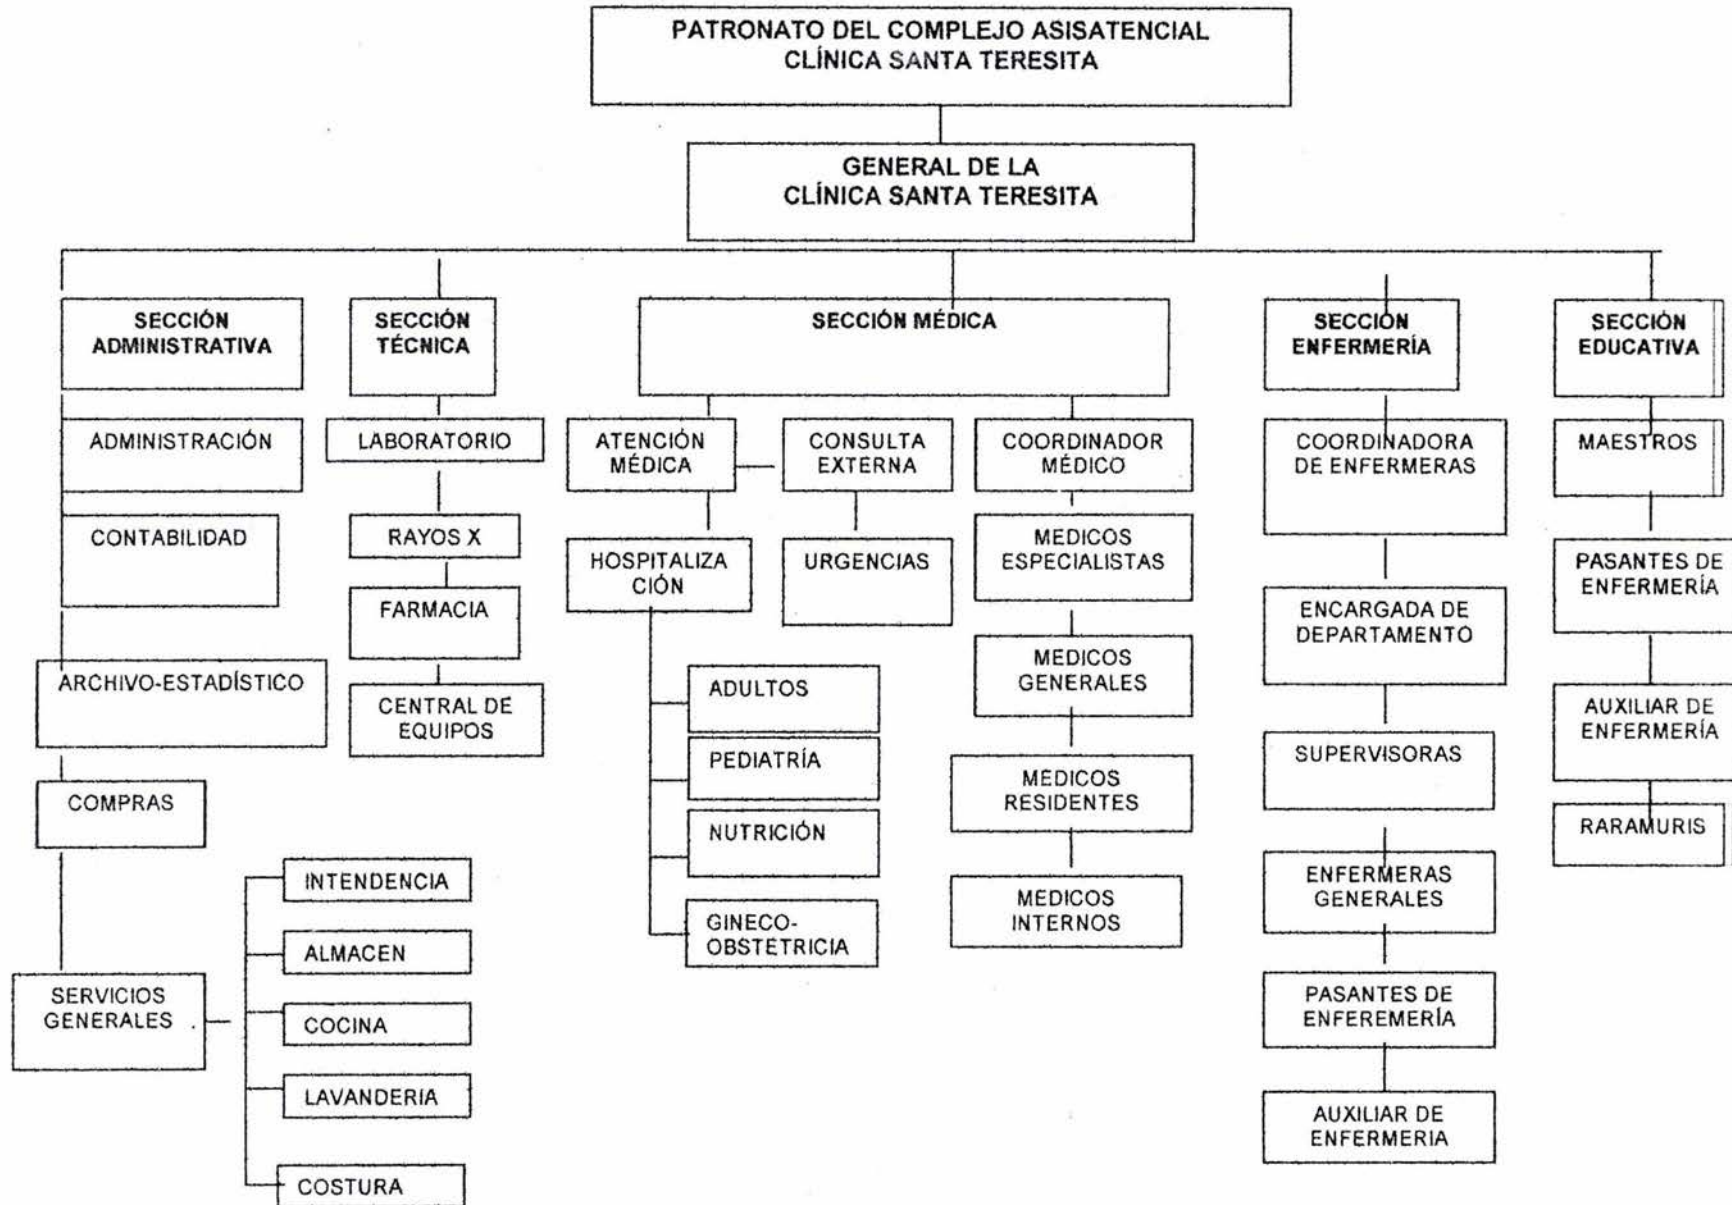 PATRONATO DEL COMPLEJO ASISATENCIAL
CLÍNICA SANTA TERESITA
GENERAL DE LA
CLÍNICA SANTA TERESITA
SECCIÓN
ADMINISTRATIVA
ADMINISTRACIÓN
CONTABILIDAD
ARCHIVO-ESTADÍSTICO
COMPRAS
SERVICIOS
GENERALES
INTENDENCIA
ALMACEN
COCINA
LAVANDERIA
COSTURA
SECCIÓN
TÉCNICA
LABORATORIO
RAYOS X
FARMACIA
CENTRAL DE
EQUIPOS
SECCIÓN MÉDICA
ATENCIÓN
MÉDICA
CONSULTA
EXTERNA
HOSPITALIZA
CIÓN
URGENCIAS
ADULTOS
PEDIATRÍA
NUTRICIÓN
GINECO-
OBSTETRICIA
COORDINADOR
MÉDICO
MEDICOS
ESPECIALISTAS
MEDICOS
GENERALES
MEDICOS
RESIDENTES
MEDICOS
INTERNOS
SECCIÓN
ENFERMERÍA
COORDINADORA
DE ENFERMERAS
ENCARGADA DE
DEPARTAMENTO
SUPERVISORAS
ENFERMERAS
GENERALES
PASANTES DE
ENFEREMERÍA
AUXILIAR DE
ENFERMERIA
SECCIÓN
EDUCATIVA
MAESTROS
PASANTES DE
ENFERMERÍA
AUXILIAR DE
ENFERMERÍA
RARAMURIS